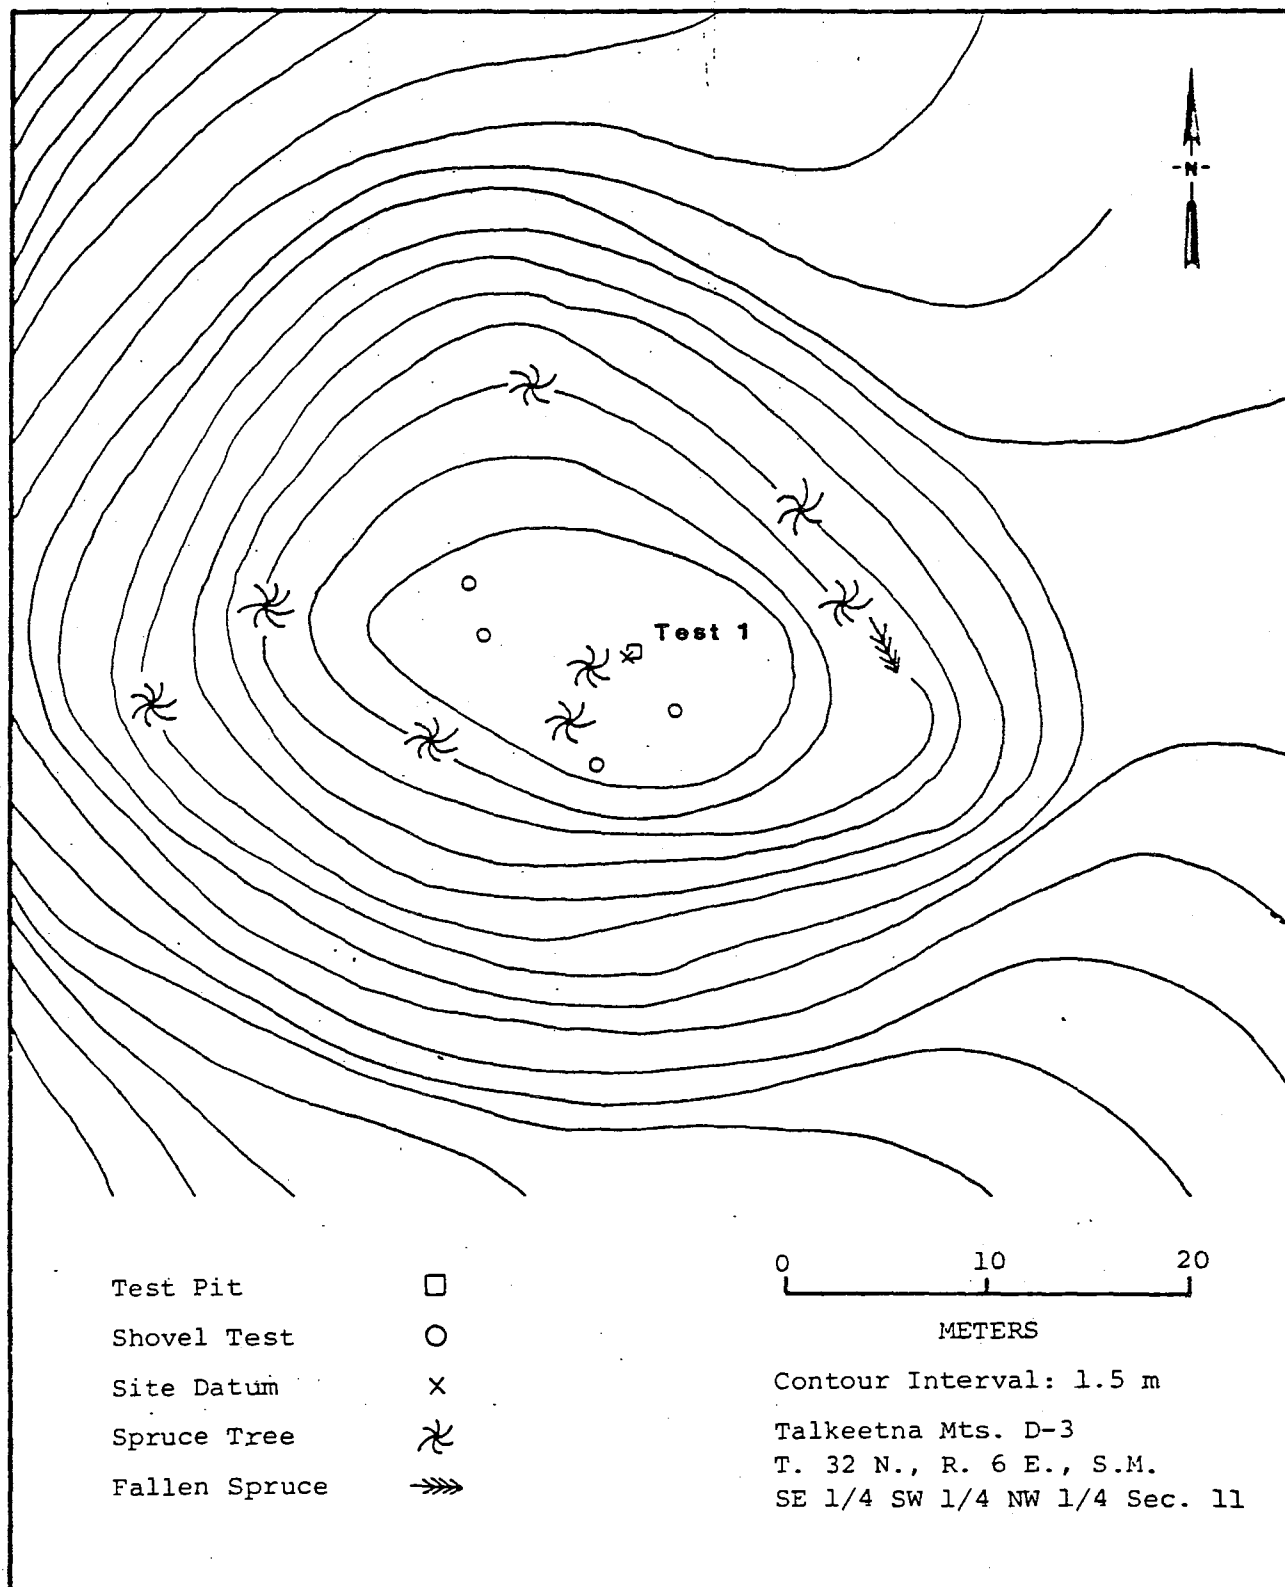 -N-
Test 1
Test Pit
Shovel Test
Site Datum
Spruce Tree
Fallen Spruce
0 10 20
METERS
Contour Interval: 1.5 m
Talkeetna Mts. D-3
T. 32 N., R. 6 E., S.M.
SE 1/4 SW 1/4 NW 1/4 Sec. 11